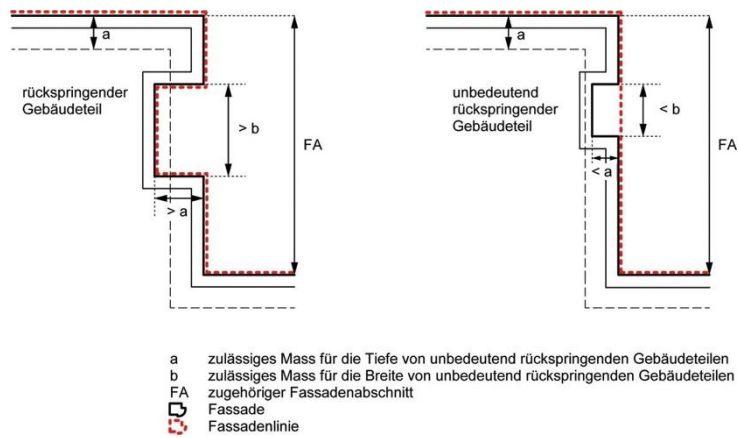 a
rückspringender
Gebäudeteil
> b
FA
> a
a
unbedeutend
rückspringender
Gebäudeteil
< b
FA
< a
a zulässiges Mass für die Tiefe von unbedeutend rückspringenden Gebäudeteilen
b zulässiges Mass für die Breite von unbedeutend rückspringenden Gebäudeteilen
FA zugehöriger Fassadenabschnitt
Fassade
Fassadenlinie